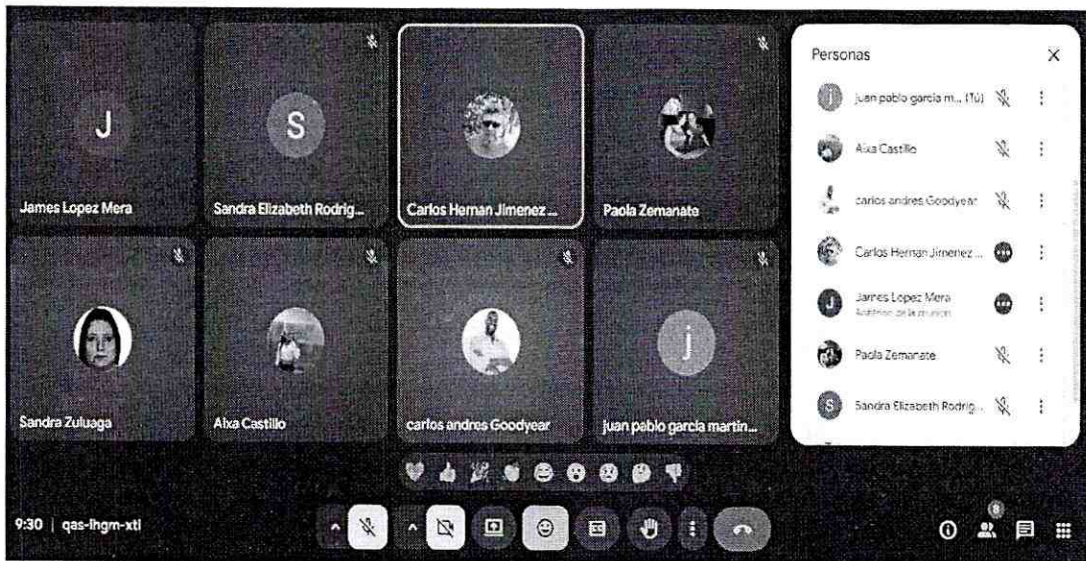 J
James Lopez Mera
S
Sandra Elizabeth Rodrig...
Carlos Hernan Jimenez ...
Paola Zemanate
Sandra Zuluaga
Aixa Castillo
carlos andres Goodyear
j
juan pablo garcia martin...
Personas
j
juan pablo garcia m... (Tú)
Aixa Castillo
carlos andres Goodyear
Carlos Hernan Jimenez ...
J
James Lopez Mera
Anfitrión de la reunión
Paola Zemanate
S
Sandra Elizabeth Rodrig...
9:30 | qas-ihgm-xti
8